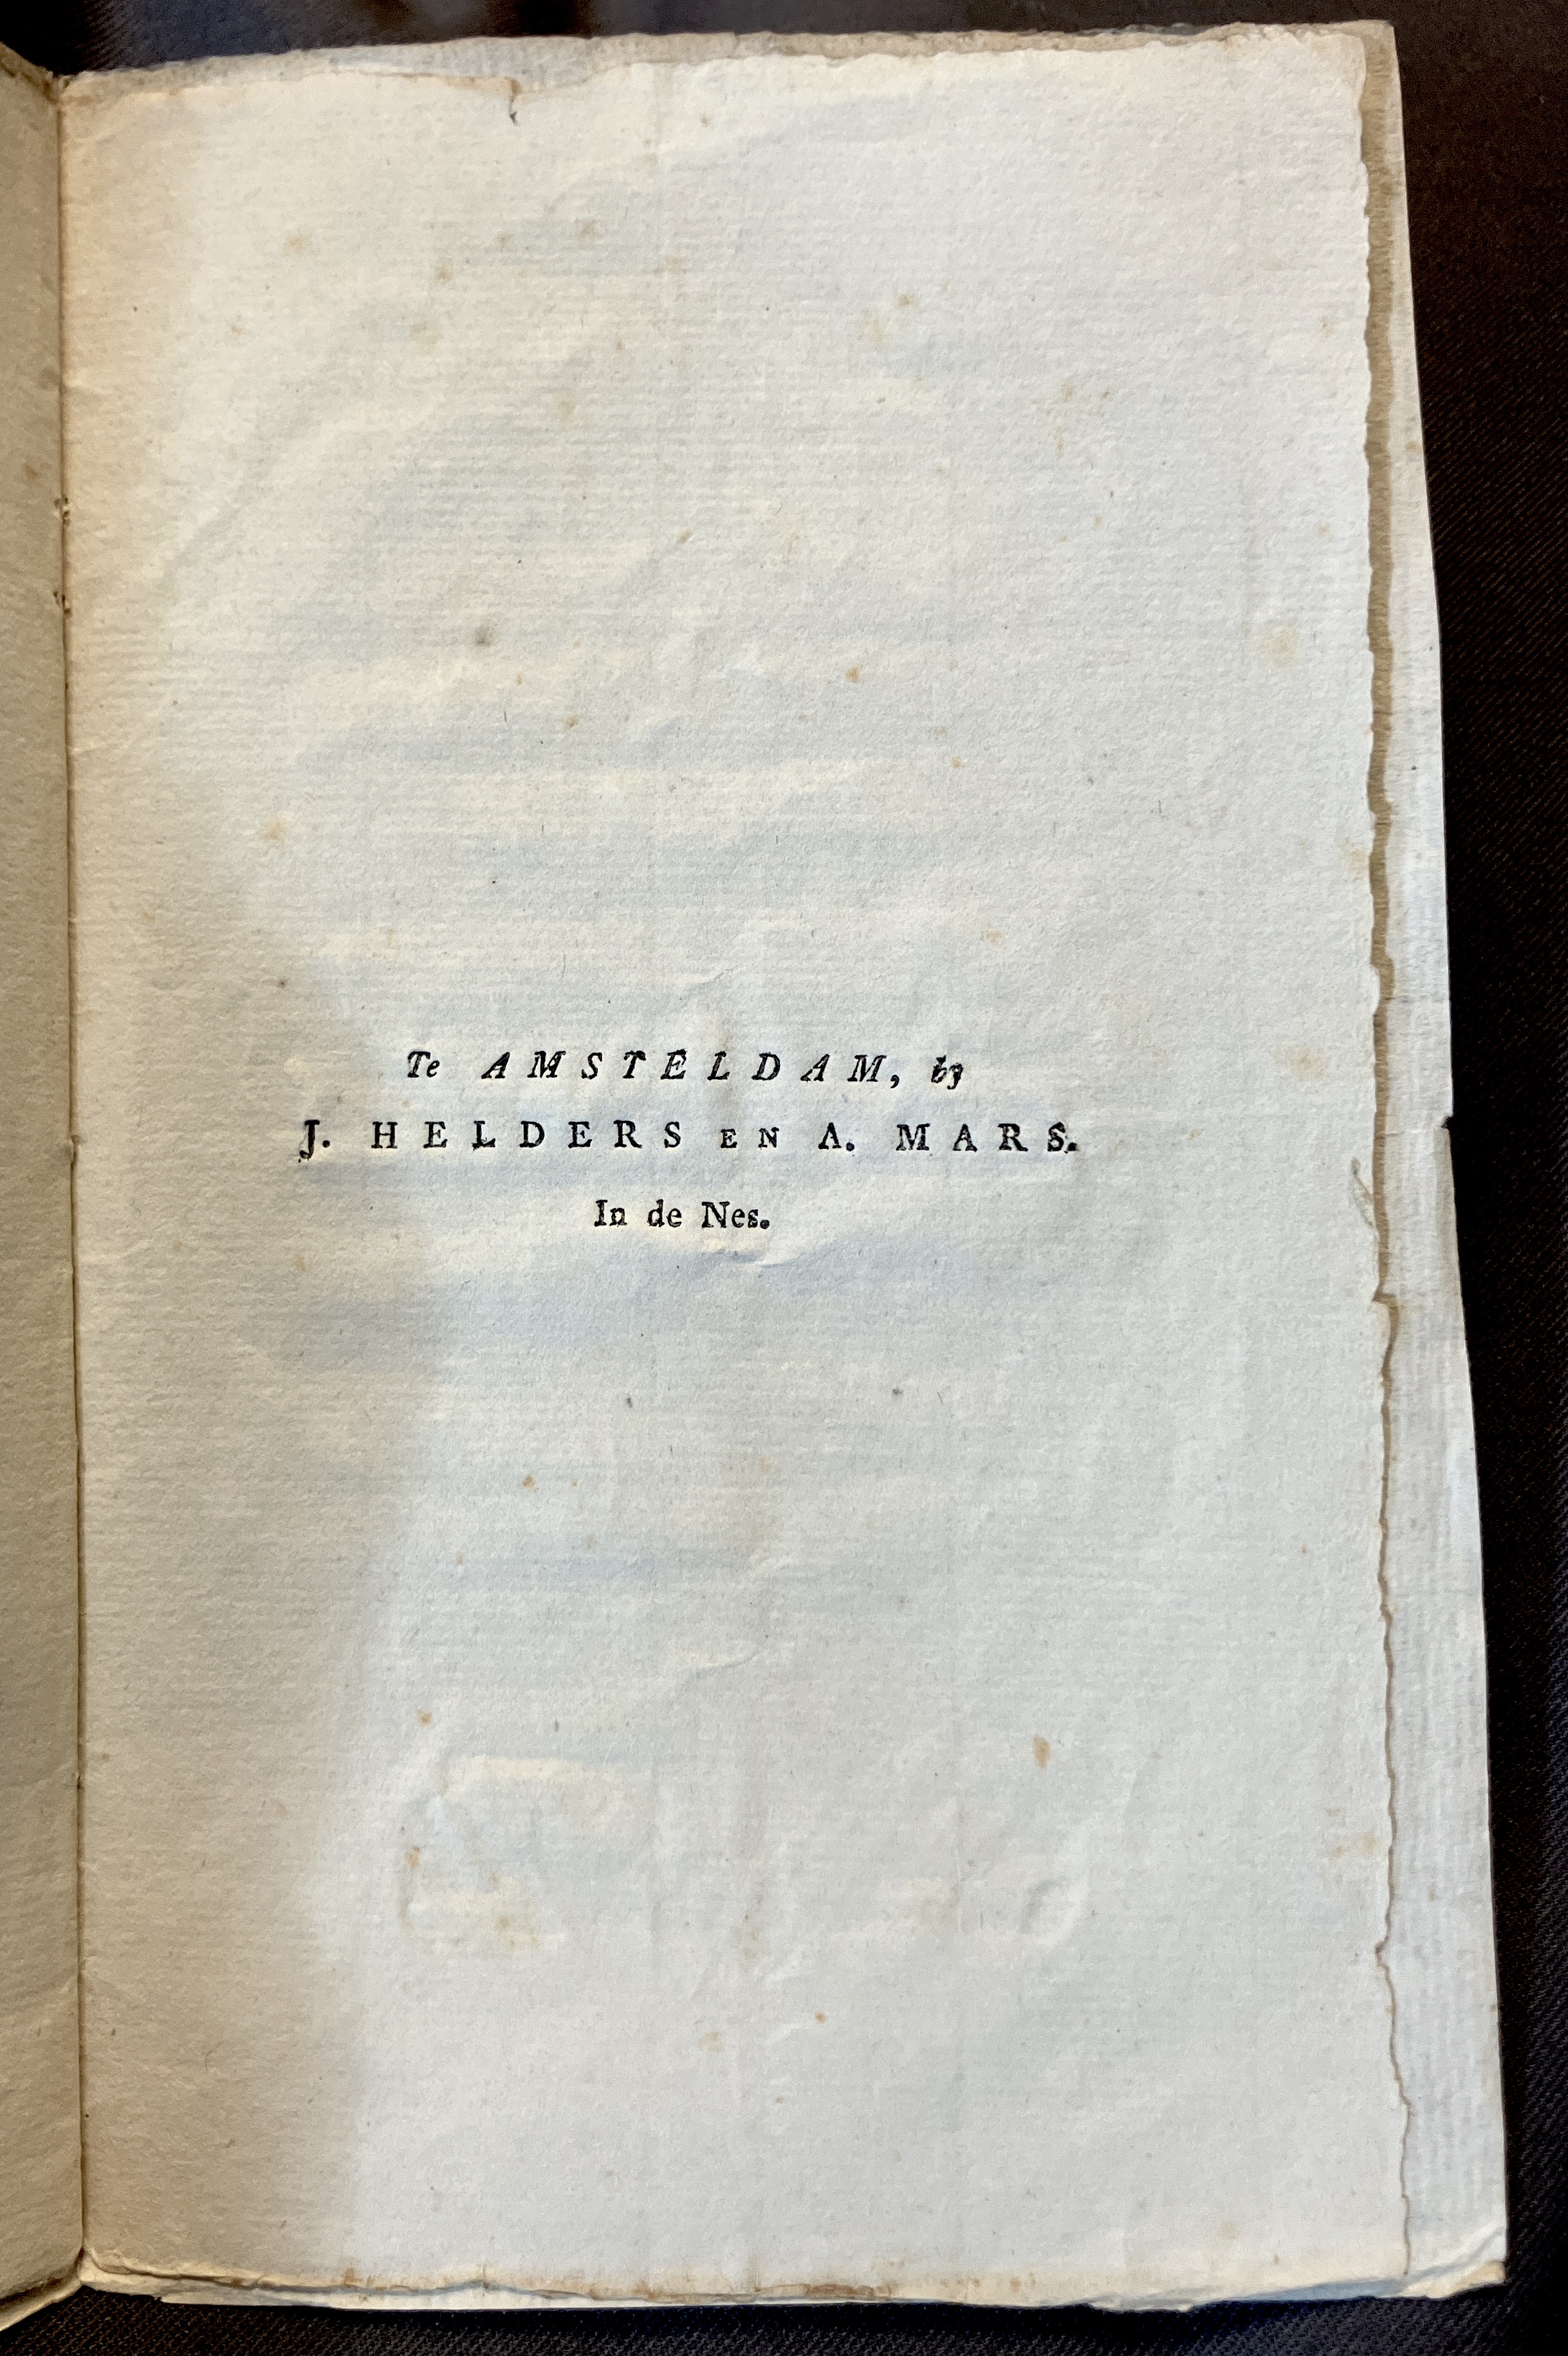 Te AMSTELDAM, by
J. HELDERS EN A. MARS.
In de Nes.